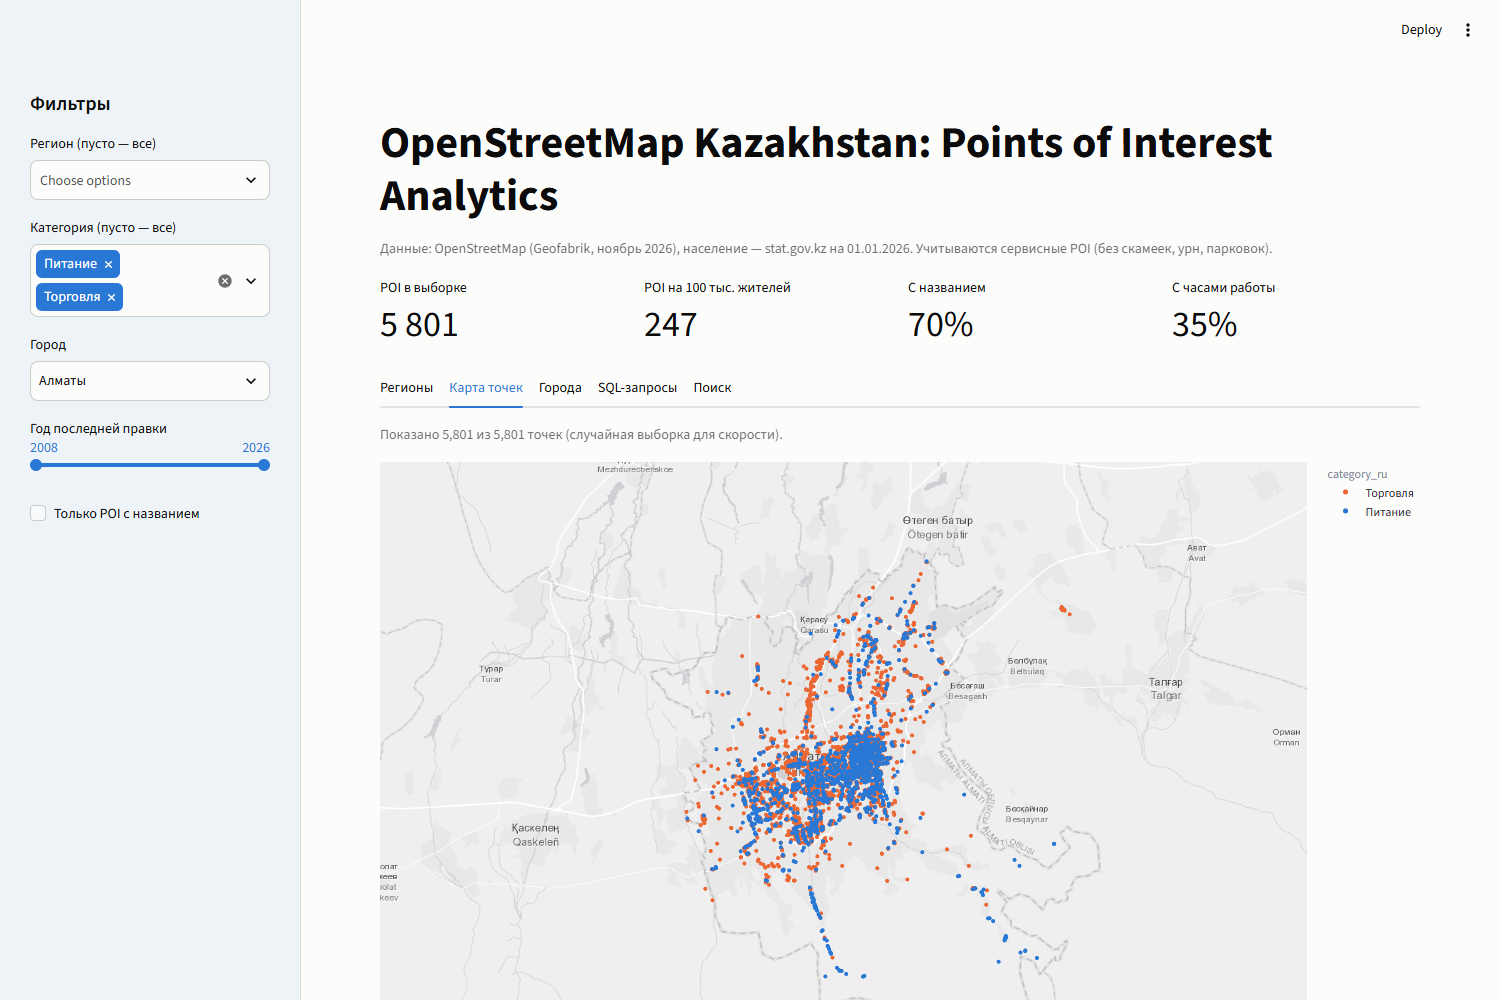 Deploy
Фильтры
Регион (пусто — все)
Choose options
Категория (пусто — все)
Питание
Торговля
Город
Алматы
Год последней правки
2008 2026
Только POI с названием
OpenStreetMap Kazakhstan: Points of Interest
Analytics
Данные: OpenStreetMap (Geofabrik, ноябрь 2026), население — stat.gov.kz на 01.01.2026. Учитываются сервисные POI (без скамеек, урн, парковок).
POI в выборке
5 801
POI на 100 тыс. жителей
247
С названием
70%
С часами работы
35%
Регионы Карта точек Города SQL-запросы Поиск
Показано 5,801 из 5,801 точек (случайная выборка для скорости).
category_ru
Торговля
Питание
Mezhdurechenskoe
Өтеген батыр
Ótegen batir
Ават
Avat
Қарасу
Qarasu
Тұрар
Turar
Белбұлақ
Belbulaq
Бесағаш
Besagash
Талғар
Talgar
Орман
Orman
Бесқайнар
Besqaynar
Қаскелең
Qaskeleń